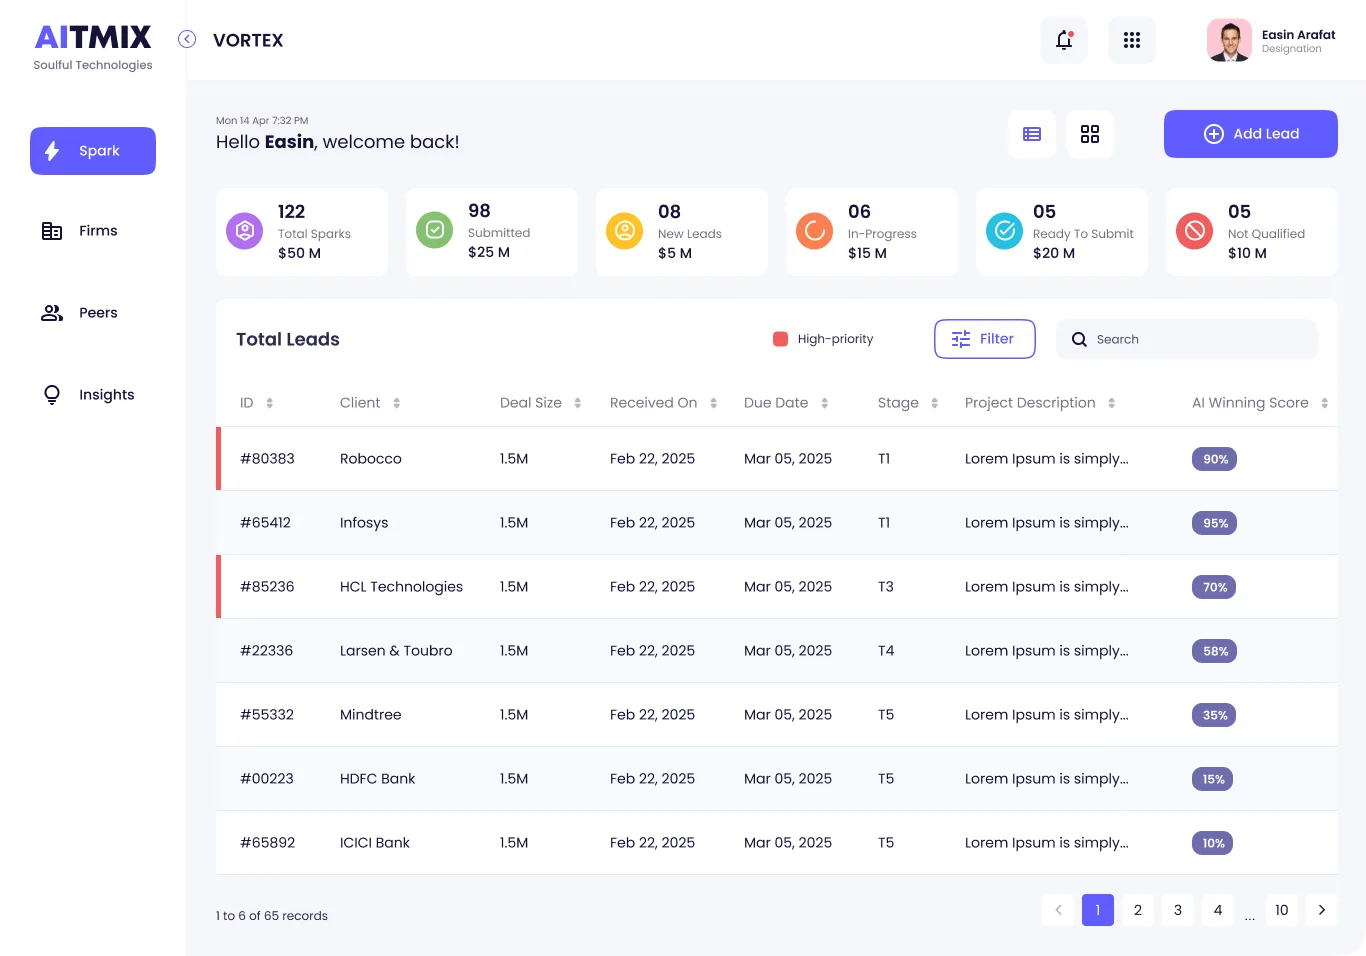 AITMIX
Soulful Technologies
VORTEX
Easin Arafat
Designation
Spark
Firms
Peers
Insights
Mon 14 Apr 7:32 PM
Hello Easin, welcome back!
Add Lead
122
Total Sparks
$50 M
98
Submitted
$25 M
08
New Leads
$5 M
06
In-Progress
$15 M
05
Ready To Submit
$20 M
05
Not Qualified
$10 M
Total Leads
High-priority
Filter
Search
ID Client Deal Size Received On Due Date Stage Project Description AI Winning Score
#80383 Robocco 1.5M Feb 22, 2025 Mar 05, 2025 T1 Lorem Ipsum is simply... 90%
#65412 Infosys 1.5M Feb 22, 2025 Mar 05, 2025 T1 Lorem Ipsum is simply... 95%
#85236 HCL Technologies 1.5M Feb 22, 2025 Mar 05, 2025 T3 Lorem Ipsum is simply... 70%
#22336 Larsen & Toubro 1.5M Feb 22, 2025 Mar 05, 2025 T4 Lorem Ipsum is simply... 58%
#55332 Mindtree 1.5M Feb 22, 2025 Mar 05, 2025 T5 Lorem Ipsum is simply... 35%
#00223 HDFC Bank 1.5M Feb 22, 2025 Mar 05, 2025 T5 Lorem Ipsum is simply... 15%
#65892 ICICI Bank 1.5M Feb 22, 2025 Mar 05, 2025 T5 Lorem Ipsum is simply... 10%
1 to 6 of 65 records
1 2 3 4 ... 10